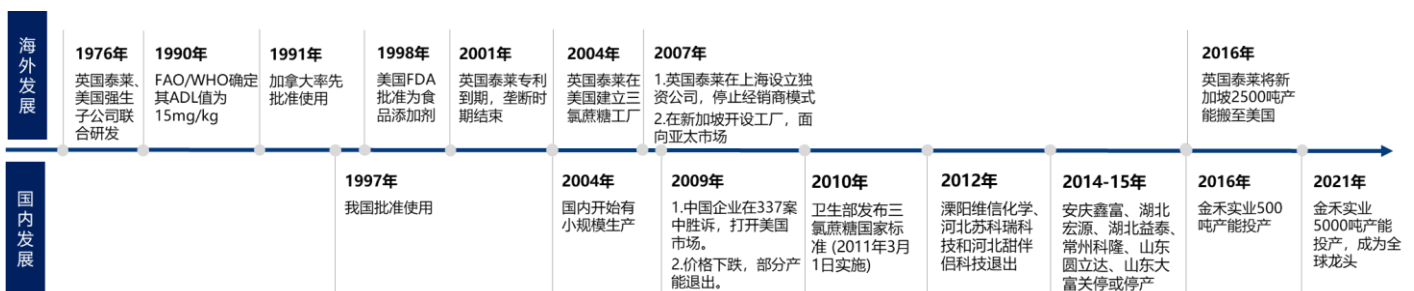 海外发展
1976年
英国泰莱、
美国强生
子公司联
合研发
1990年
FAO/WHO确定
其ADL值为
15mg/kg
1991年
加拿大率先
批准使用
1998年
美国FDA
批准为食
品添加剂
2001年
英国泰莱专利
到期，垄断时
期结束
2004年
英国泰莱在
美国建立三
氯蔗糖工厂
2007年
1.英国泰莱在上海设立独
资公司，停止经销商模式
2.在新加坡开设工厂，面
向亚太市场
2016年
英国泰莱将新
加坡2500吨产
能搬至美国
国内发展
1997年
我国批准使用
2004年
国内开始有
小规模生产
2009年
1.中国企业在337案
中胜诉，打开美国
市场。
2.价格下跌，部分产
能退出。
2010年
卫生部发布三
氯蔗糖国家标
准 (2011年3月
1日实施)
2012年
溧阳维信化学、
河北苏科瑞科
技和河北甜伴
侣科技退出
2014-15年
安庆鑫富、湖北
宏源、湖北益泰、
常州科隆、山东
圆立达、山东大
富关停或停产
2016年
金禾实业500
吨产能投产
2021年
金禾实业
5000吨产能
投产，成为全
球龙头